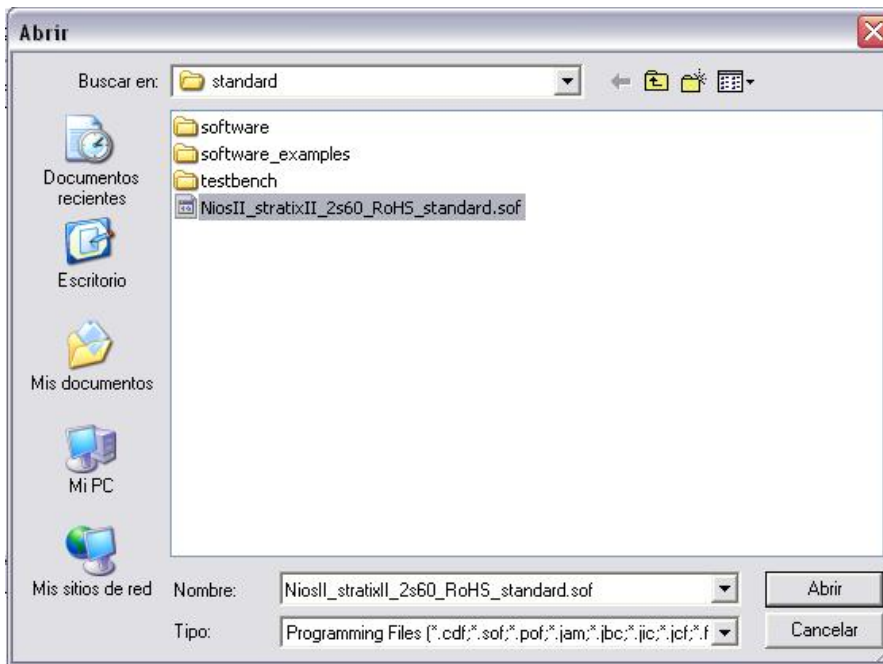 Abrir
Buscar en: standard
software
software_examples
testbench
NiosII_stratixII_2s60_RoHS_standard.sof
Documentos
recientes
Escritorio
Mis documentos
Mi PC
Mis sitios de red
Nombre: NiosII_stratixII_2s60_RoHS_standard.sof Abrir
Tipo: Programming Files (*.cdf;*.sof;*.pof;*.jam;*.jbc;*.jic;*.jcf;*.f Cancelar